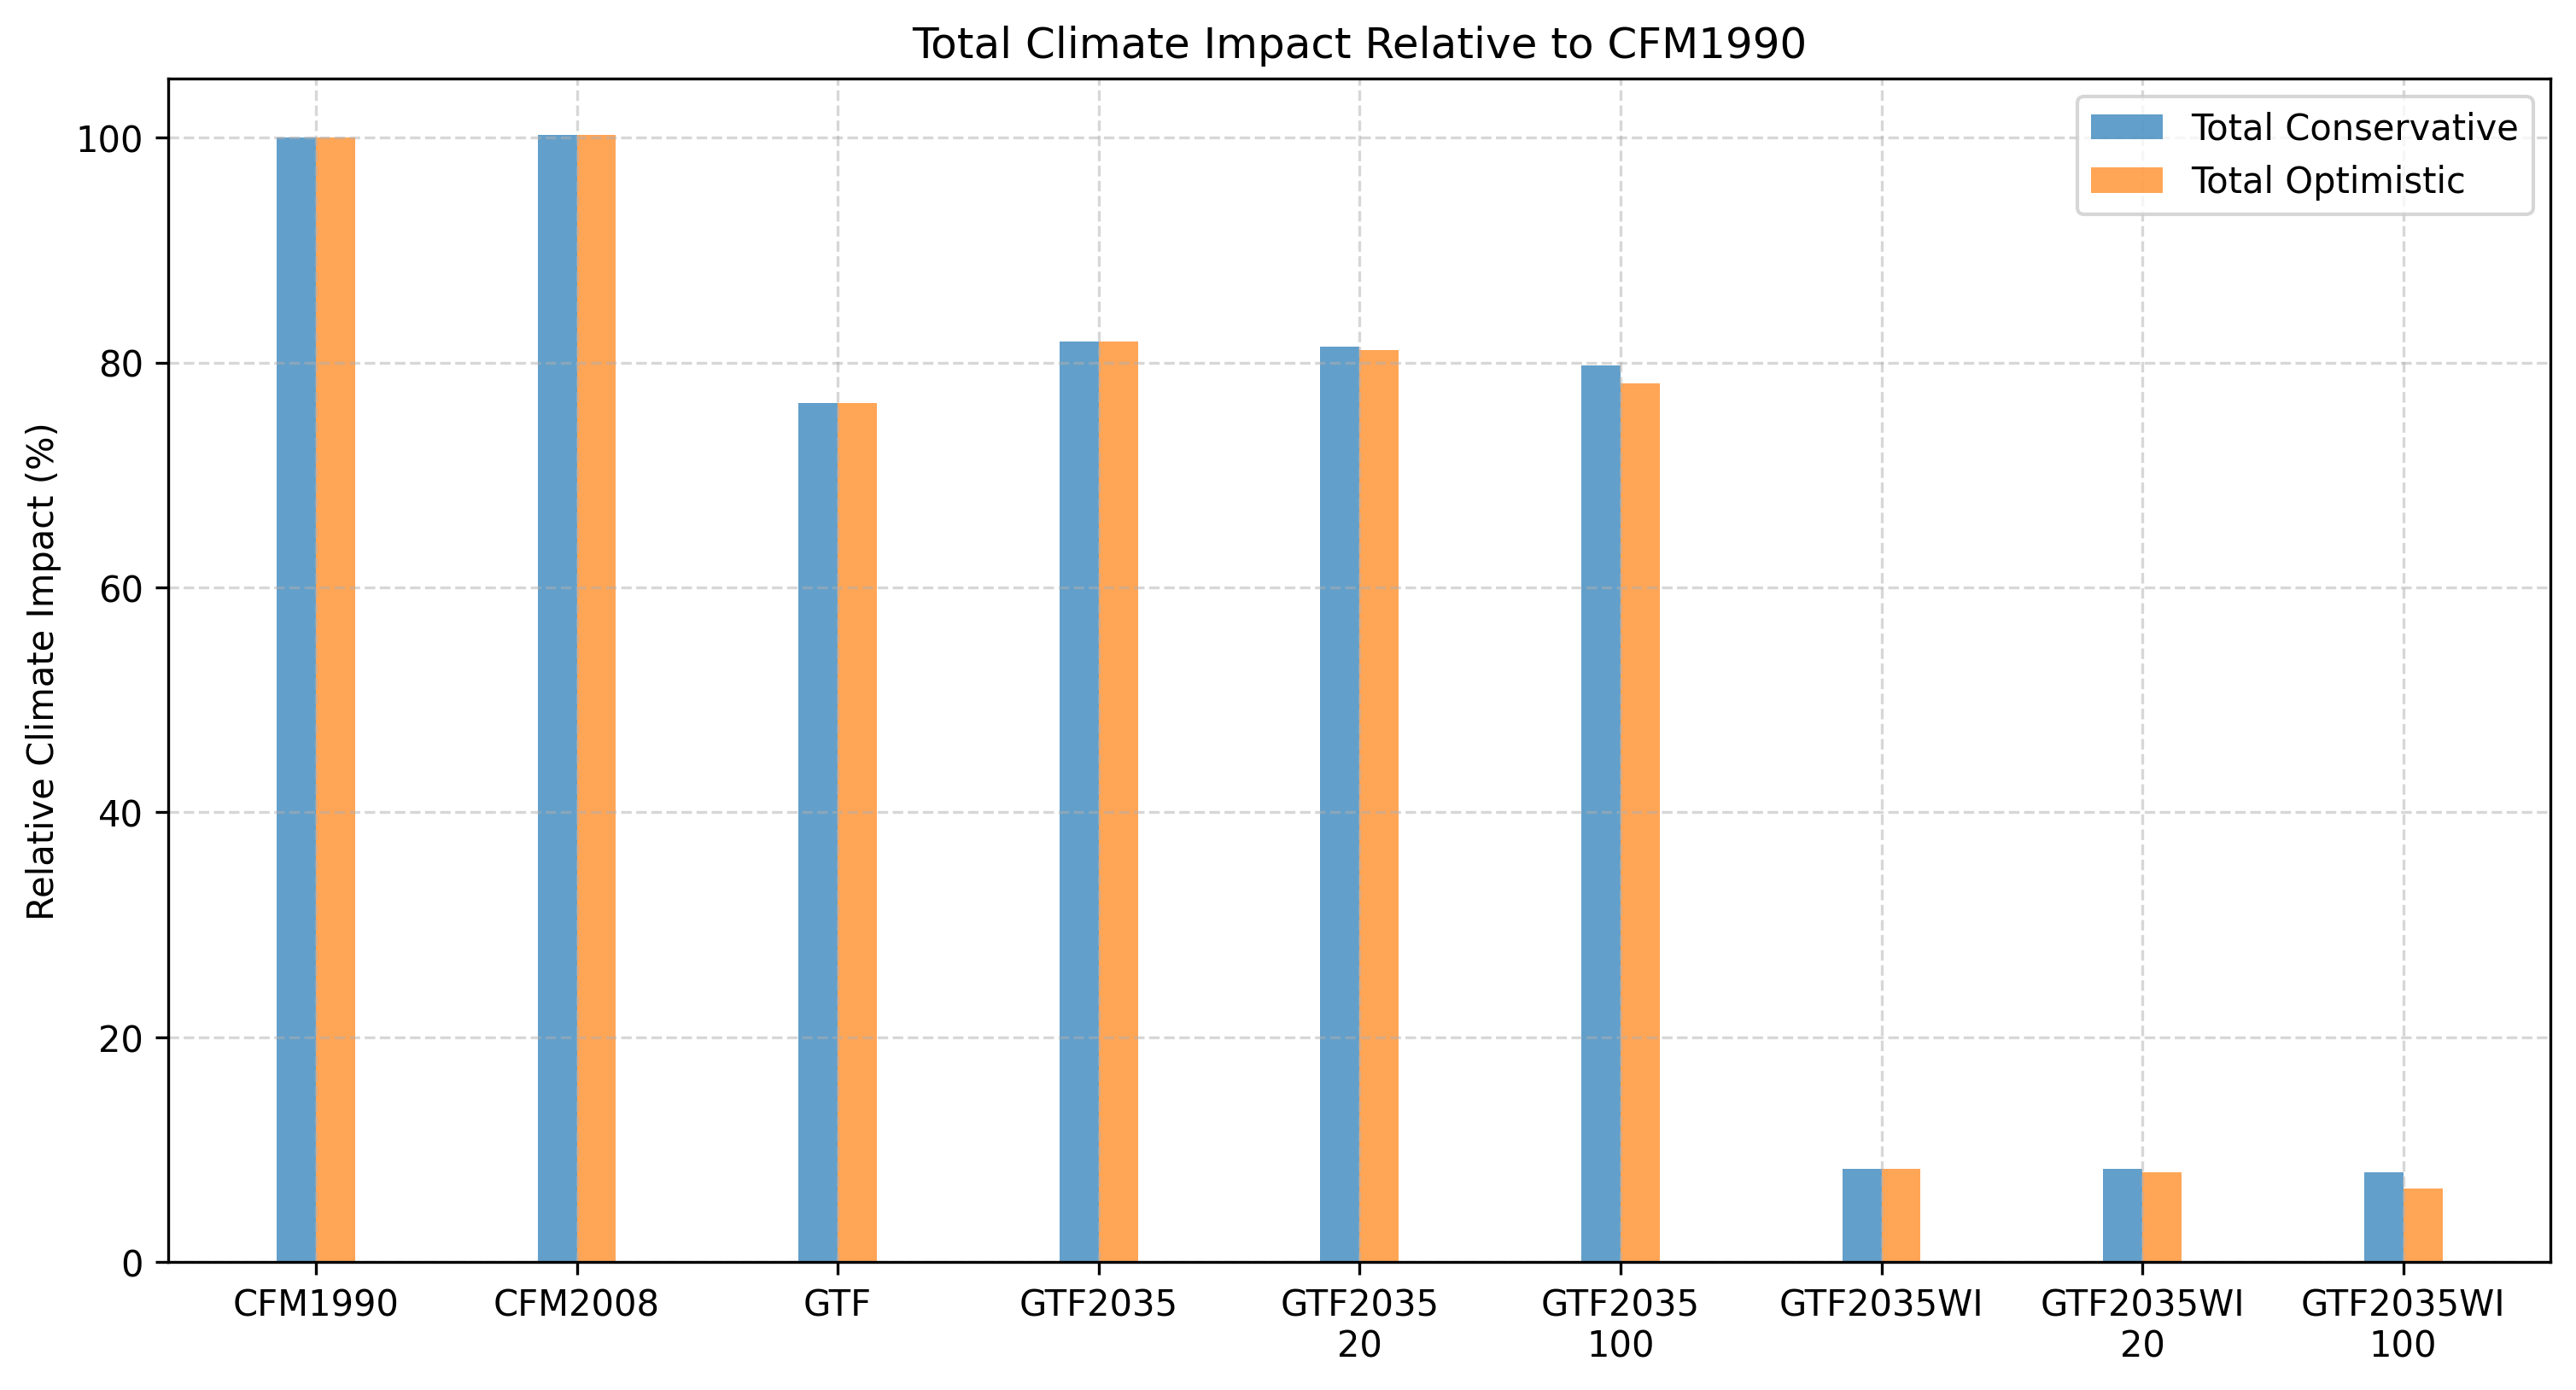 Total Climate Impact Relative to CFM1990
Total Conservative
Total Optimistic
Relative Climate Impact (%)
100
80
60
40
20
0
CFM1990
CFM2008
GTF
GTF2035
GTF2035
20
GTF2035
100
GTF2035WI
GTF2035WI
20
GTF2035WI
100